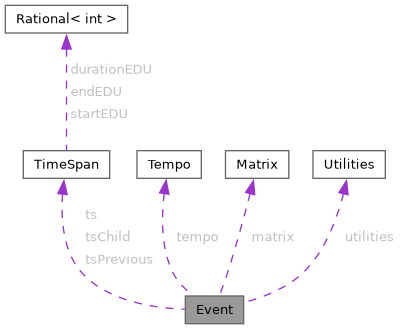 Rational< int >
durationEDU
endEDU
startEDU
TimeSpan
Tempo
Matrix
Utilities
ts
tsChild
tsPrevious
tempo
matrix
utilities
Event